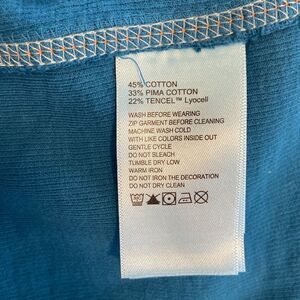 45% COTTON
33% PIMA COTTON
22% TENCEL™ Lyocell
WASH BEFORE WEARING
ZIP GARMENT BEFORE CLEANING
MACHINE WASH COLD
WITH LIKE COLORS INSIDE OUT
GENTLE CYCLE
DO NOT BLEACH
TUMBLE DRY LOW
WARM IRON
DO NOT IRON THE DECORATION
DO NOT DRY CLEAN